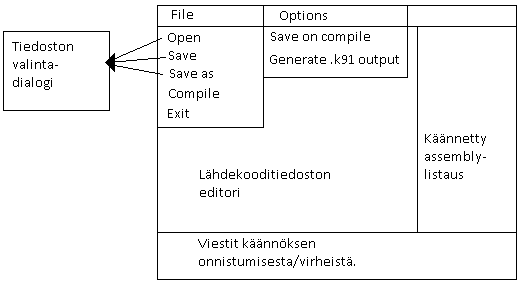 File
Options
Open
Save
Save as
Compile
Exit
Save on compile
Generate .k91 output
Tiedoston
valinta-
dialogi
Lähdekooditiedoston
editori
Käännetty
assembly-
listaus
Viestit käännöksen
onnistumisesta/virheistä.